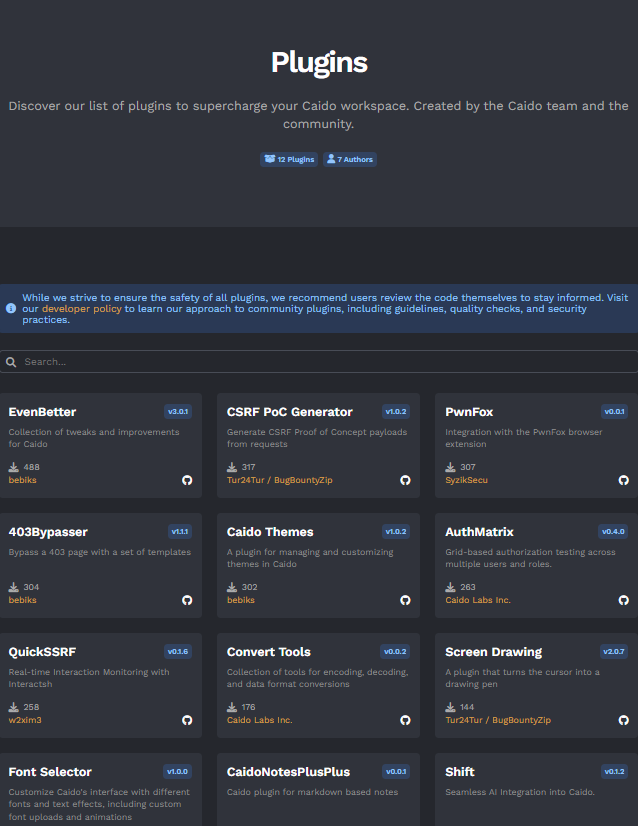 Plugins
Discover our list of plugins to supercharge your Caido workspace. Created by the Caido team and the
community.
12 Plugins
7 Authors
While we strive to ensure the safety of all plugins, we recommend users review the code themselves to stay informed. Visit
our developer policy to learn our approach to community plugins, including guidelines, quality checks, and security
practices.
Search...
EvenBetter
v3.0.1
Collection of tweaks and improvements
for Caido
488
bebiks
CSRF PoC Generator
v1.0.2
Generate CSRF Proof of Concept payloads
from requests
317
Tur24Tur / BugBountyZip
PwnFox
v0.0.1
Integration with the PwnFox browser
extension
307
SyzikSecu
403Bypasser
v1.1.1
Bypass a 403 page with a set of templates
304
bebiks
Caido Themes
v1.0.2
A plugin for managing and customizing
themes in Caido
302
bebiks
AuthMatrix
v0.4.0
Grid-based authorization testing across
multiple users and roles.
263
Caido Labs Inc.
QuickSSRF
v0.1.6
Real-time Interaction Monitoring with
Interactsh
258
w2xim3
Convert Tools
v0.0.2
Collection of tools for encoding, decoding,
and data format conversions
176
Caido Labs Inc.
Screen Drawing
v2.0.7
A plugin that turns the cursor into a
drawing pen
144
Tur24Tur / BugBountyZip
Font Selector
v1.0.0
Customize Caido's interface with different
fonts and text effects, including custom
font uploads and animations
CaidoNotesPlusPlus
v0.0.1
Caido plugin for markdown based notes
Shift
v0.1.2
Seamless AI Integration into Caido.